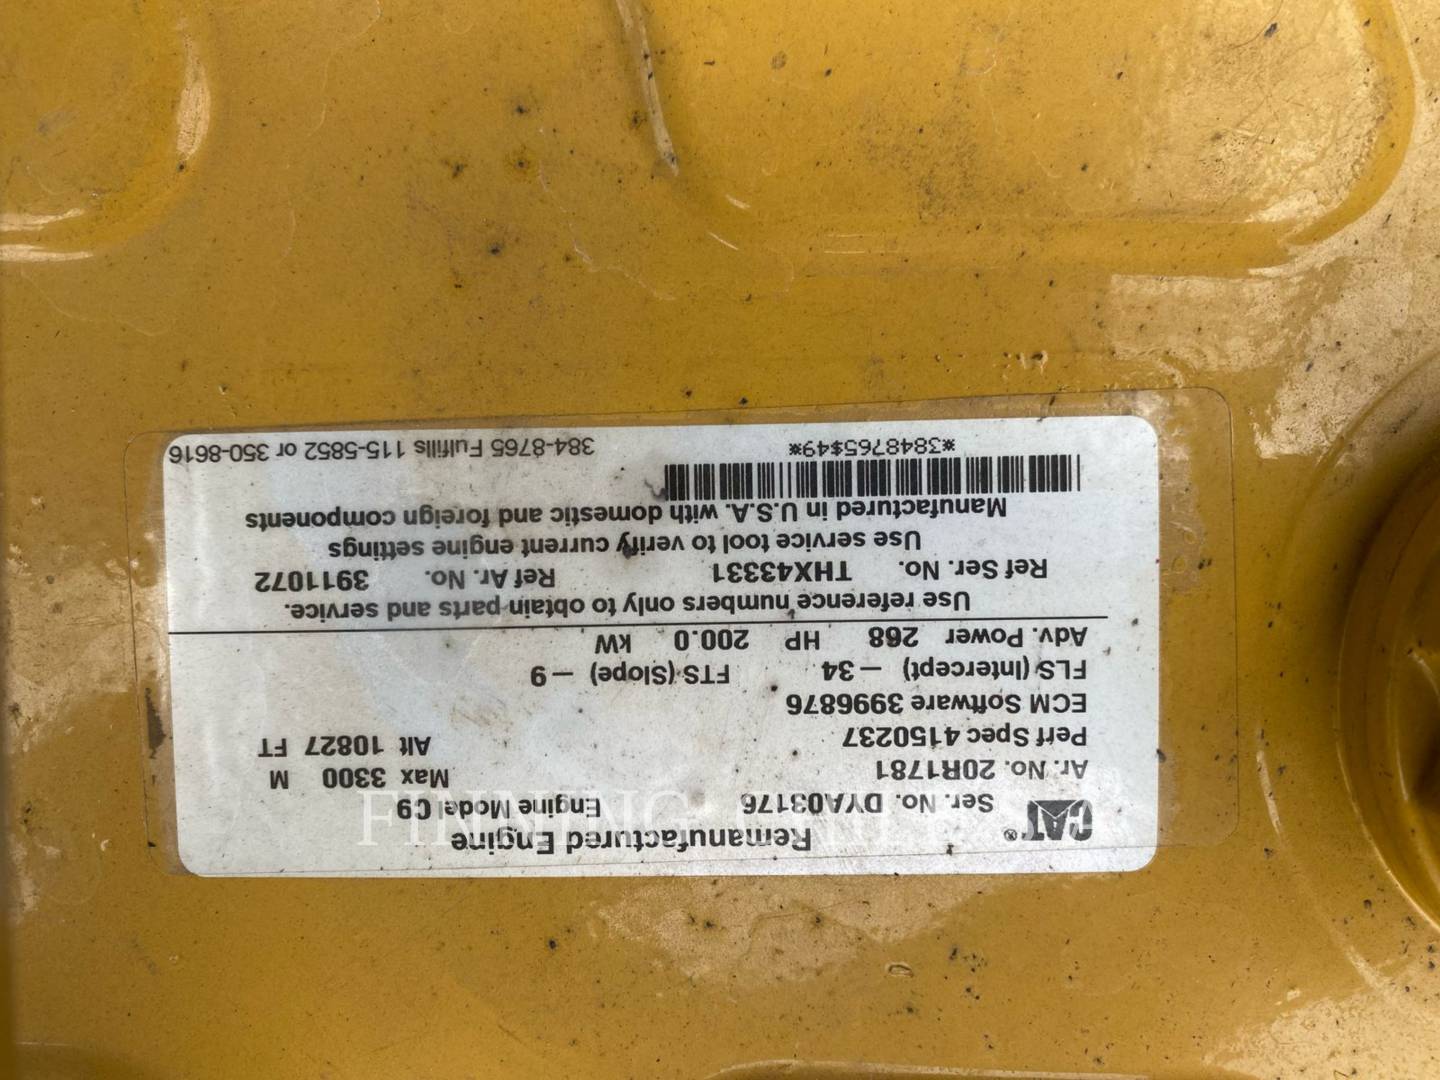 Remanufactured Engine
CAT® Ser. No. DYA03176 Engine Model C9
Ar. No. 20R1781 Max 3300 M
Perf Spec 4150237 Alt 10827 FT
ECM Software 3996876
FLS (Intercept) – 34 FTS (Slope) – 9
Adv. Power 268 HP 200.0 kW
Use reference numbers only to obtain parts and service.
Ref Ser. No. THX43331 Ref Ar. No. 3911072
Use service tool to verify current engine settings
Manufactured in U.S.A. with domestic and foreign components
*3848765$49* 384-8765 Fulfills 115-5852 or 350-8616
FINNING